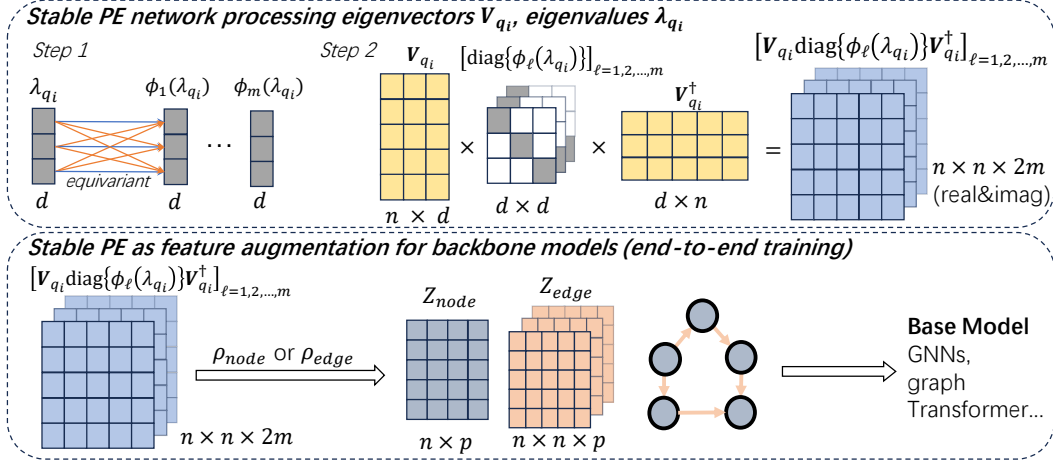 Stable PE network processing eigenvectors V_{q_i}, eigenvalues λ_{q_i}
Step 1
Step 2
λ_{q_i}
ϕ_1(λ_{q_i})
ϕ_m(λ_{q_i})
...
equivariant
d
d
d
V_{q_i}
[diag{ϕ_ℓ(λ_{q_i})}]_{ℓ=1,2,...,m}
V_{q_i}^†
[V_{q_i}diag{ϕ_ℓ(λ_{q_i})}V_{q_i}^†]_{ℓ=1,2,...,m}
×
×
=
n × d
d × d
d × n
n × n × 2m
(real&imag)
Stable PE as feature augmentation for backbone models (end-to-end training)
[V_{q_i}diag{ϕ_ℓ(λ_{q_i})}V_{q_i}^†]_{ℓ=1,2,...,m}
n × n × 2m
ρ_{node} or ρ_{edge}
Z_{node}
Z_{edge}
n × p
n × n × p
Base Model
GNNs,
graph
Transformer...